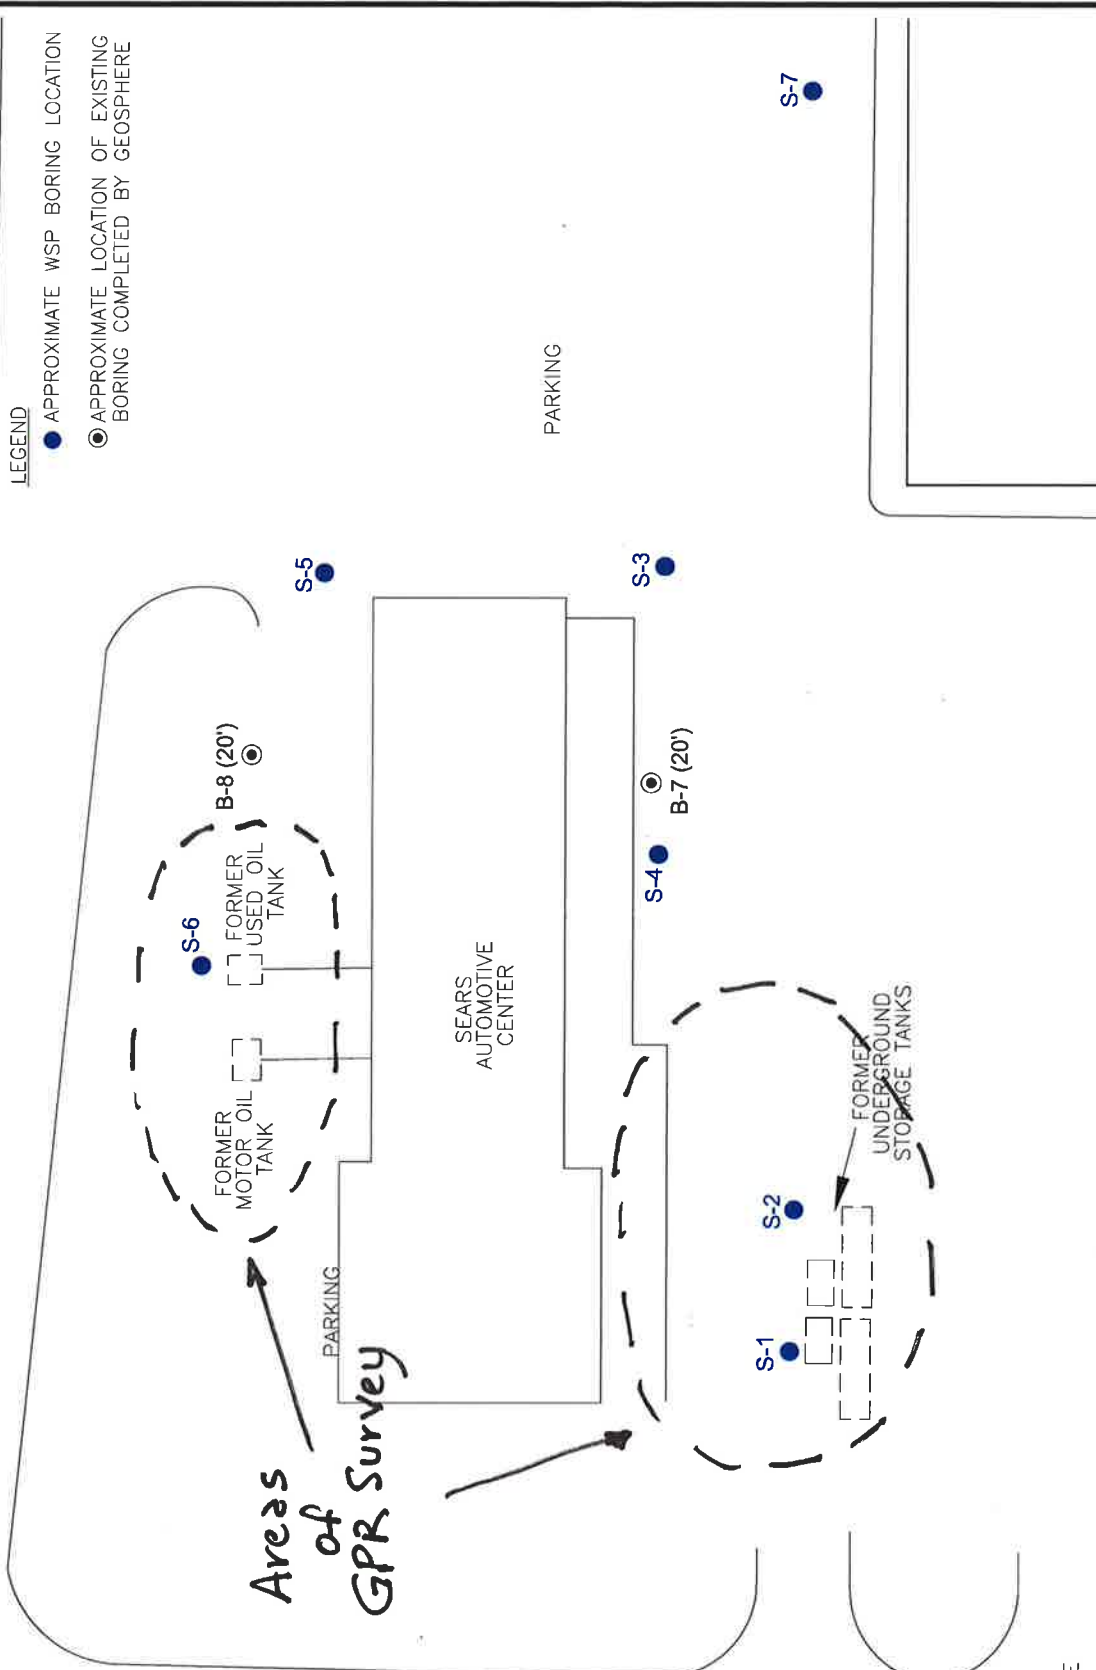 LEGEND
APPROXIMATE WSP BORING LOCATION
APPROXIMATE LOCATION OF EXISTING
BORING COMPLETED BY GEOSPHERE
Areas
of
GPR Survey
PARKING
FORMER
MOTOR OIL
TANK
S-6
FORMER
USED OIL
TANK
B-8 (20')
S-5
SEARS
AUTOMOTIVE
CENTER
PARKING
S-4
B-7 (20')
S-3
S-7
S-1
S-2
FORMER
UNDERGROUND
STORAGE TANKS